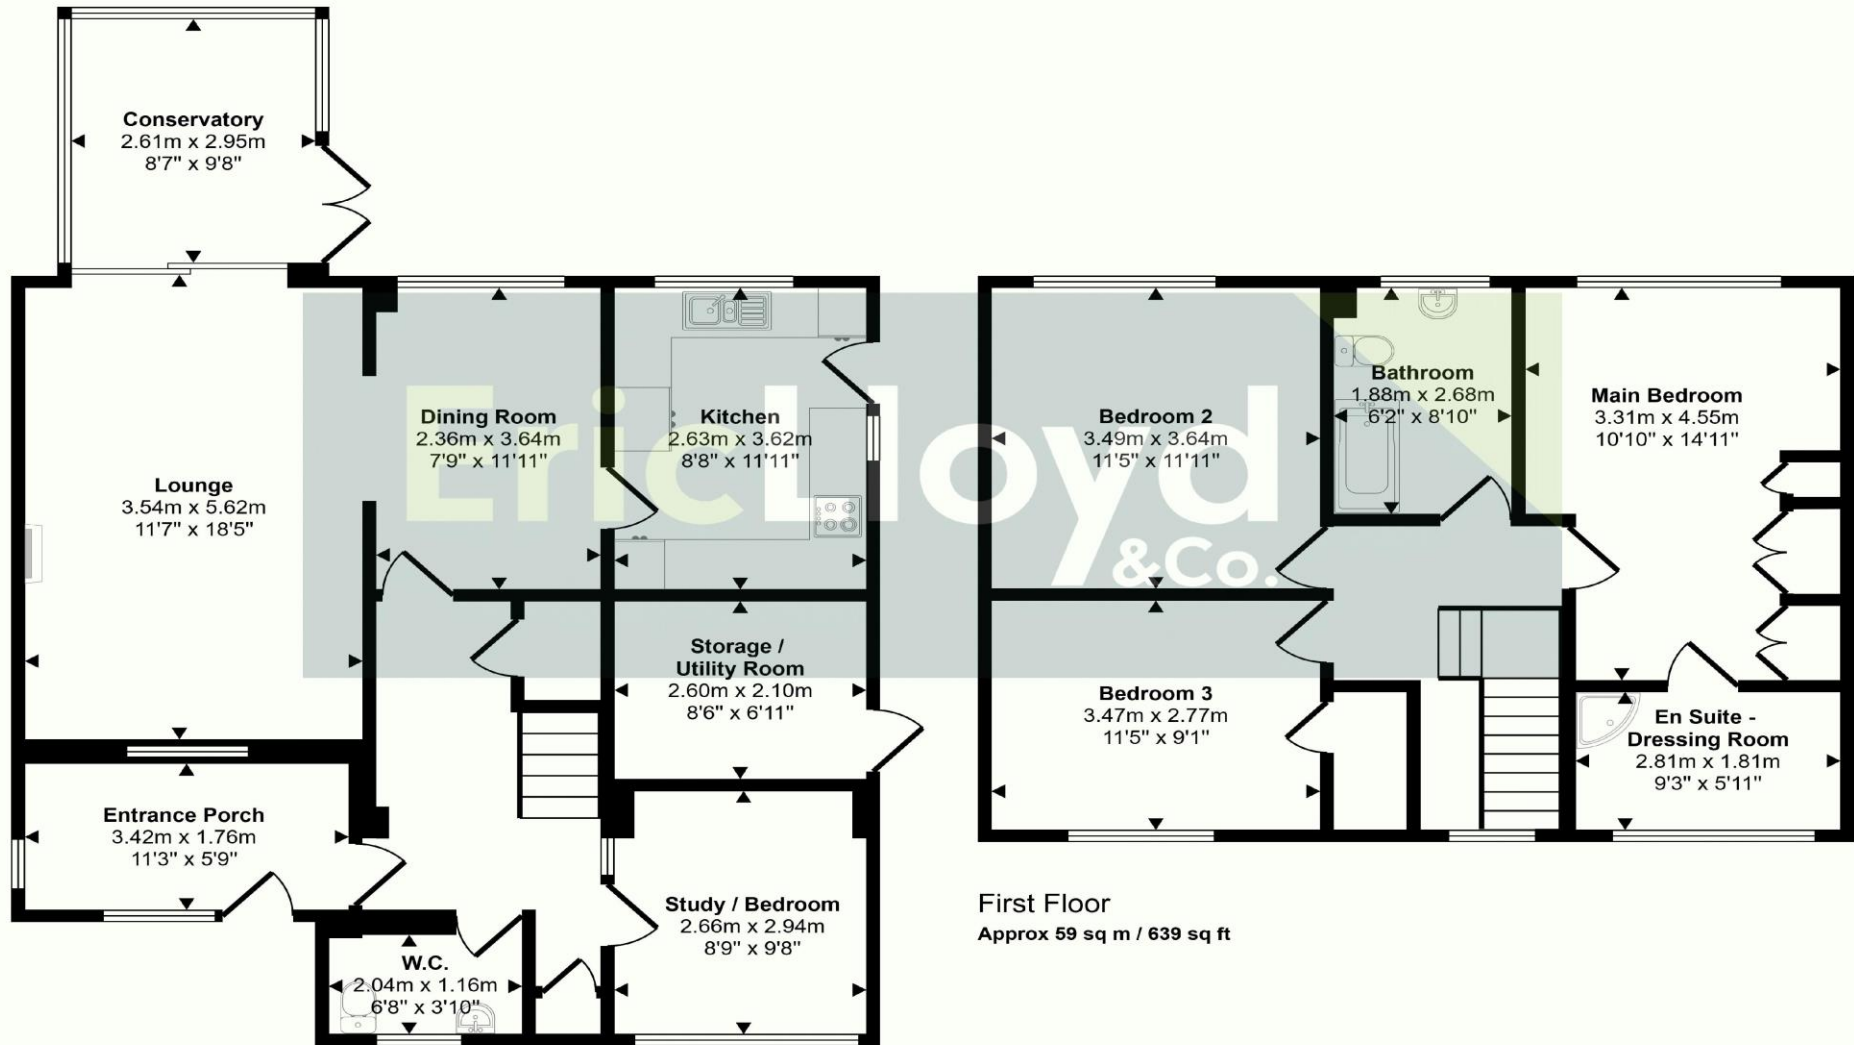 Conservatory
2.61m x 2.95m
8'7" x 9'8"
Dining Room
2.36m x 3.64m
7'9" x 11'11"
Kitchen
2.63m x 3.62m
8'8" x 11'11"
Lounge
3.54m x 5.62m
11'7" x 18'5"
Storage /
Utility Room
2.60m x 2.10m
8'6" x 6'11"
Entrance Porch
3.42m x 1.76m
11'3" x 5'9"
Study / Bedroom
2.66m x 2.94m
8'9" x 9'8"
W.C.
2.04m x 1.16m
6'8" x 3'10"
Bedroom 2
3.49m x 3.64m
11'5" x 11'11"
Bathroom
1.88m x 2.68m
6'2" x 8'10"
Main Bedroom
3.31m x 4.55m
10'10" x 14'11"
Bedroom 3
3.47m x 2.77m
11'5" x 9'1"
En Suite -
Dressing Room
2.81m x 1.81m
9'3" x 5'11"
First Floor
Approx 59 sq m / 639 sq ft
EricLloyd
&Co.